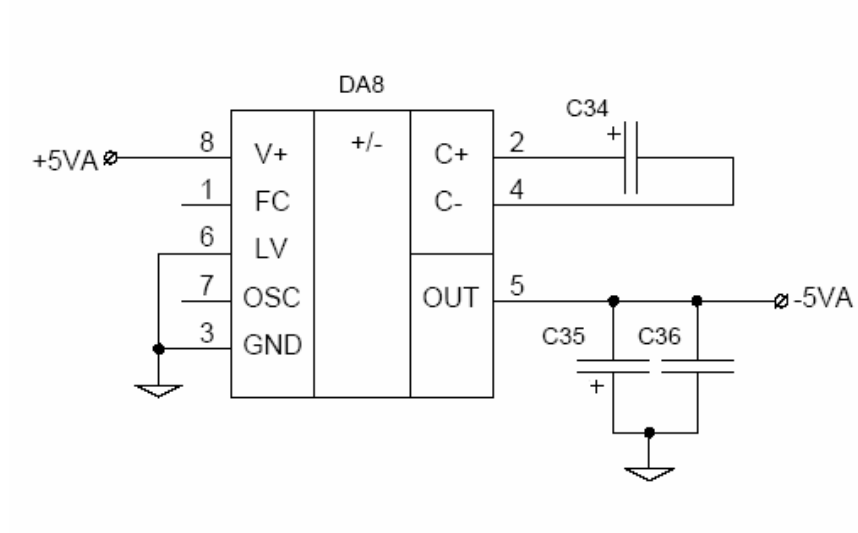 DA8
C34
+5VA 8 V+ +/- C+ 2 +
1 FC C- 4
6 LV
7 OSC OUT 5 -5VA
3 GND C35 C36
+